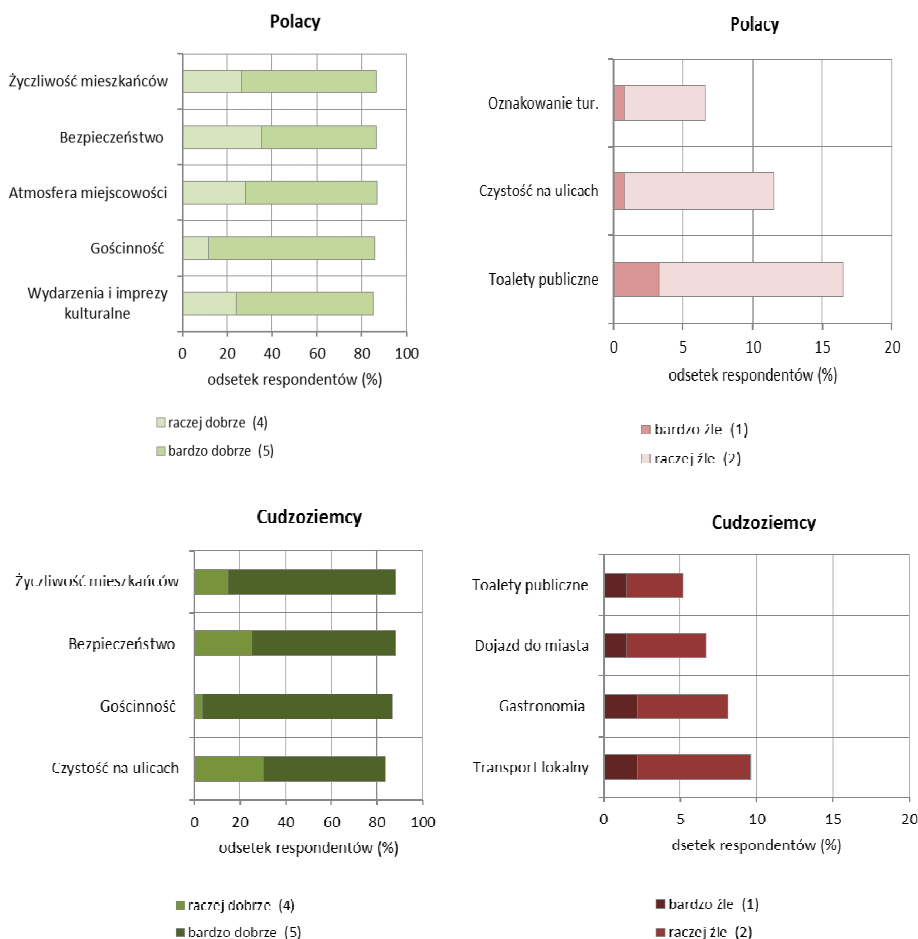 Polacy
Życzliwość mieszkańców
Bezpieczeństwo
Atmosfera miejscowości
Gościnność
Wydarzenia i imprezy
kulturalne
0 20 40 60 80 100
odsetek respondentów (%)
raczej dobrze (4)
bardzo dobrze (5)
Polacy
Oznakowanie tur.
Czystość na ulicach
Toalety publiczne
0 5 10 15 20
odsetek respondentów (%)
bardzo źle (1)
raczej źle (2)
Cudzoziemcy
Życzliwość mieszkańców
Bezpieczeństwo
Gościnność
Czystość na ulicach
0 20 40 60 80 100
odsetek respondentów (%)
raczej dobrze (4)
bardzo dobrze (5)
Cudzoziemcy
Toalety publiczne
Dojazd do miasta
Gastronomia
Transport lokalny
0 5 10 15 20
dsetek respondentów (%)
bardzo źle (1)
raczej źle (2)